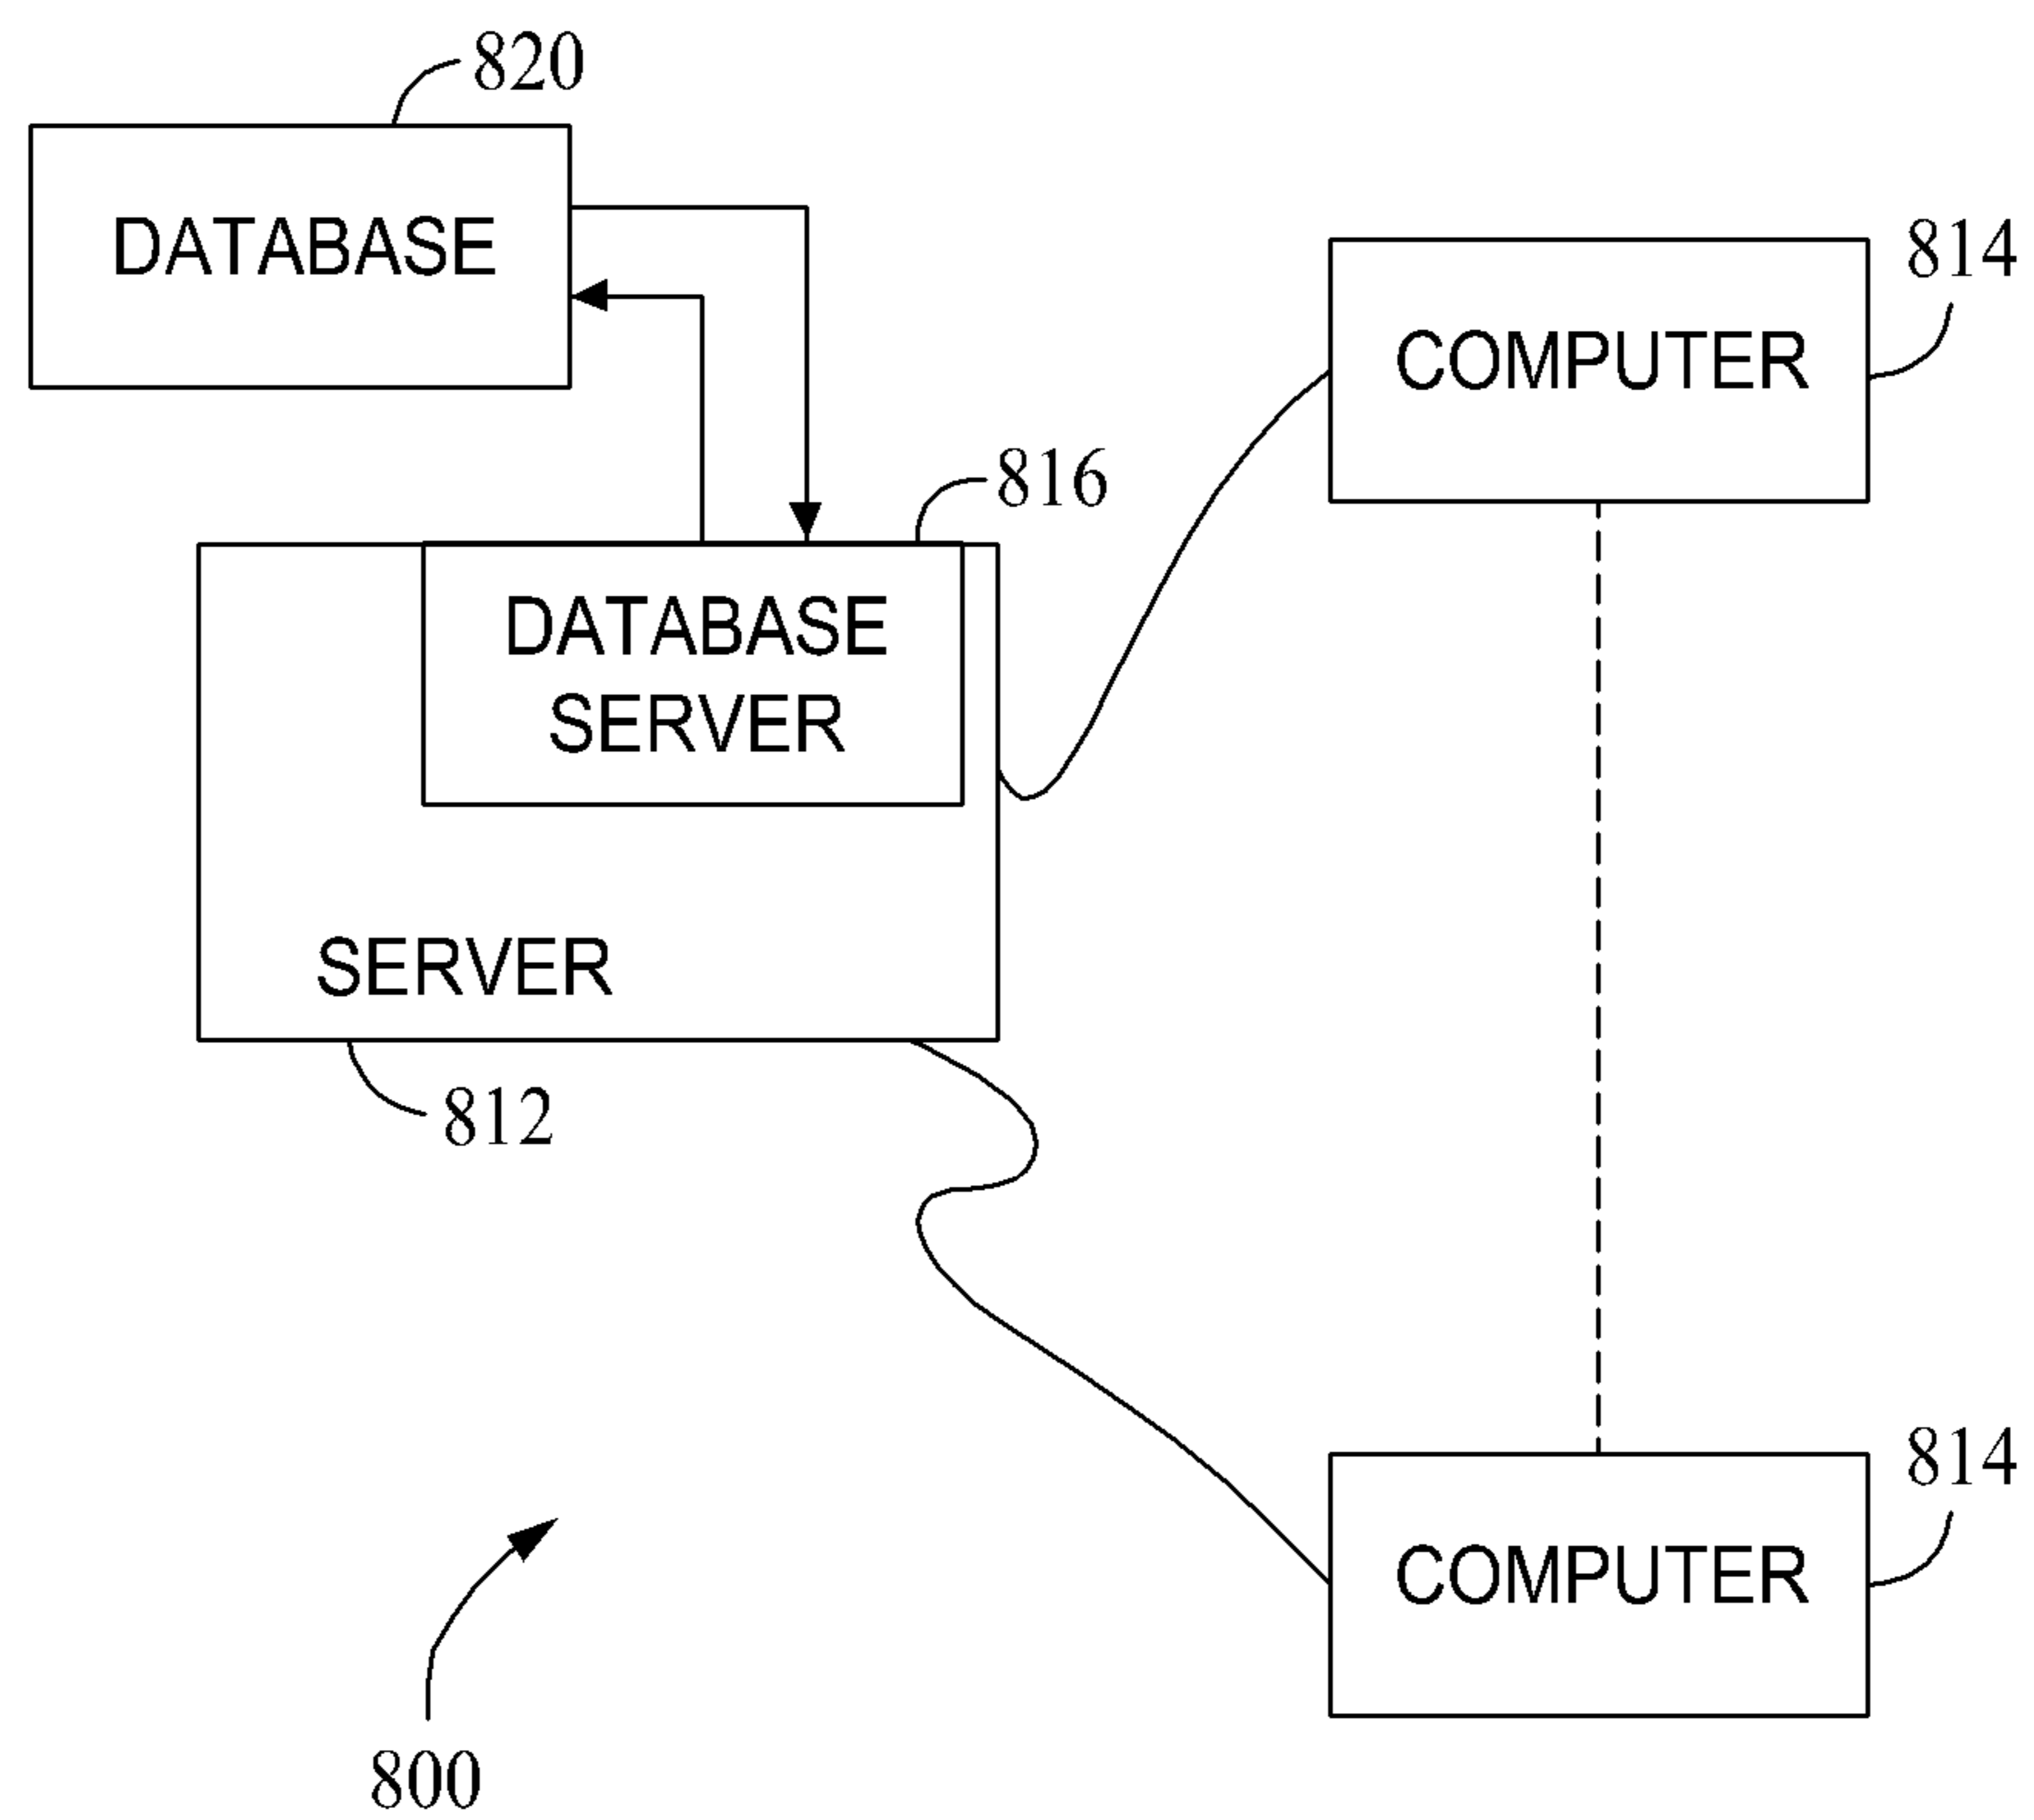 820
DATABASE
814
COMPUTER
816
DATABASE
SERVER
SERVER
812
814
COMPUTER
800